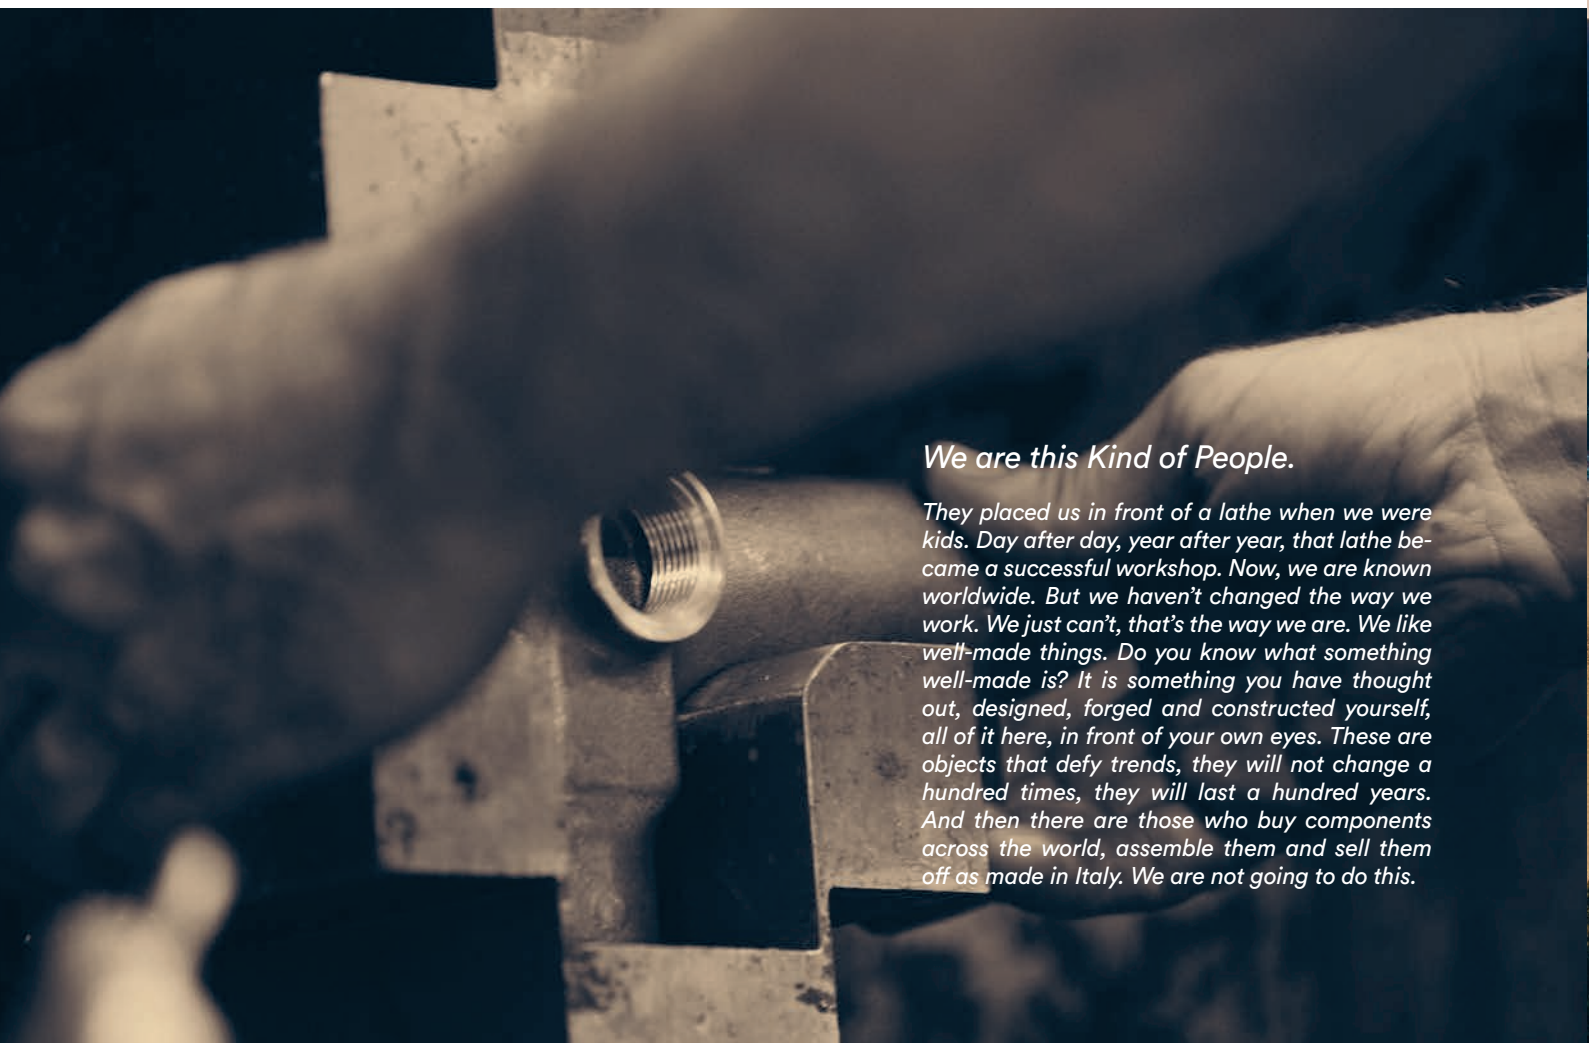 We are this Kind of People.
They placed us in front of a lathe when we were
kids. Day after day, year after year, that lathe be-
came a successful workshop. Now, we are known
worldwide. But we haven’t changed the way we
work. We just can’t, that’s the way we are. We like
well-made things. Do you know what something
well-made is? It is something you have thought
out, designed, forged and constructed yourself,
all of it here, in front of your own eyes. These are
objects that defy trends, they will not change a
hundred times, they will last a hundred years.
And then there are those who buy components
across the world, assemble them and sell them
off as made in Italy. We are not going to do this.